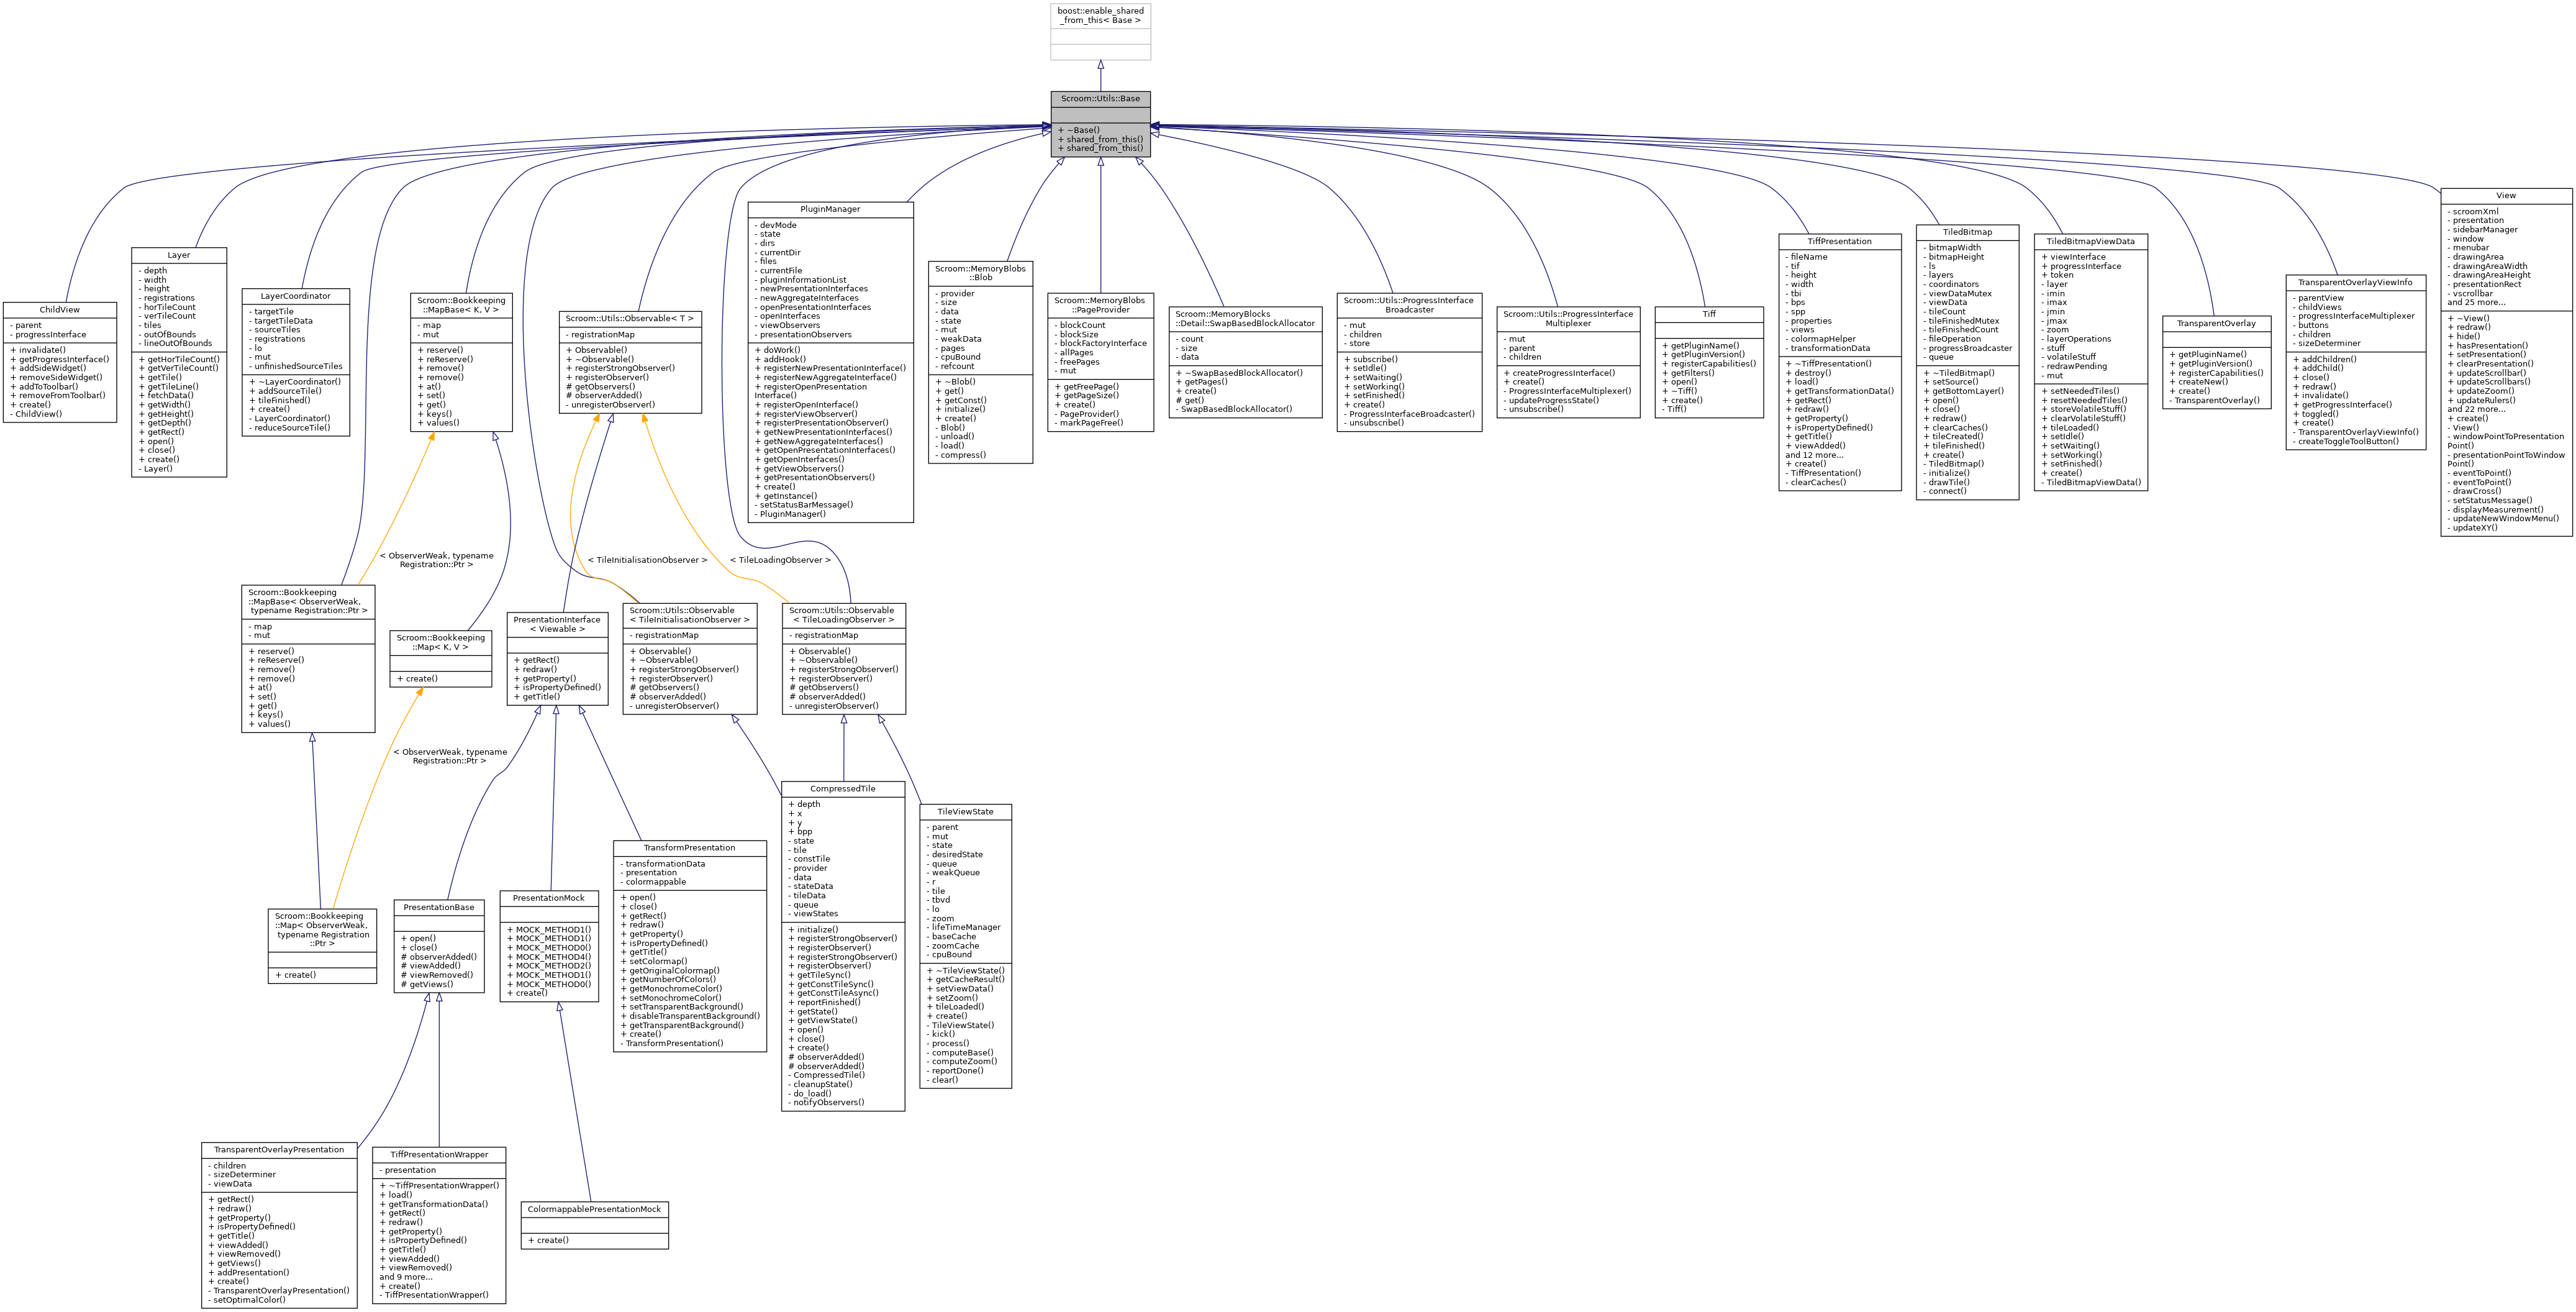 boost::enable_shared
_from_this< Base >
Scroom::Utils::Base
+ ~Base()
+ shared_from_this()
+ shared_from_this()
ChildView
- parent
- progressInterface
+ invalidate()
+ getProgressInterface()
+ addSideWidget()
+ removeSideWidget()
+ addToToolbar()
+ removeFromToolbar()
+ create()
- ChildView()
Layer
- depth
- width
- height
- registrations
- horTileCount
- verTileCount
- tiles
- outOfBounds
- lineOutOfBounds
+ getHorTileCount()
+ getVerTileCount()
+ getTile()
+ getTileLine()
+ fetchData()
+ getWidth()
+ getHeight()
+ getDepth()
+ getRect()
+ open()
+ close()
+ create()
- Layer()
LayerCoordinator
- targetTile
- targetTileData
- sourceTiles
- registrations
- lo
- mut
- unfinishedSourceTiles
+ ~LayerCoordinator()
+ addSourceTile()
+ tileFinished()
+ create()
- LayerCoordinator()
- reduceSourceTile()
Scroom::Bookkeeping
::MapBase< K, V >
- map
- mut
+ reserve()
+ reReserve()
+ remove()
+ remove()
+ at()
+ set()
+ get()
+ keys()
+ values()
Scroom::Utils::Observable< T >
- registrationMap
+ Observable()
+ ~Observable()
+ registerStrongObserver()
+ registerObserver()
# getObservers()
# observerAdded()
- unregisterObserver()
PluginManager
- devMode
- state
- dirs
- currentDir
- files
- currentFile
- pluginInformationList
- newPresentationInterfaces
- newAggregateInterfaces
- openPresentationInterfaces
- openInterfaces
- viewObservers
- presentationObservers
+ doWork()
+ addHook()
+ registerNewPresentationInterface()
+ registerNewAggregateInterface()
+ registerOpenPresentation
Interface()
+ registerOpenInterface()
+ registerViewObserver()
+ registerPresentationObserver()
+ getNewPresentationInterfaces()
+ getNewAggregateInterfaces()
+ getOpenPresentationInterfaces()
+ getOpenInterfaces()
+ getViewObservers()
+ getPresentationObservers()
+ create()
+ getInstance()
- setStatusBarMessage()
- PluginManager()
Scroom::MemoryBlobs
::Blob
- provider
- size
- data
- state
- mut
- weakData
- pages
- cpuBound
- refcount
+ ~Blob()
+ get()
+ getConst()
+ initialize()
+ create()
- Blob()
- unload()
- load()
- compress()
Scroom::MemoryBlobs
::PageProvider
- blockCount
- blockSize
- blockFactoryInterface
- allPages
- freePages
- mut
+ getFreePage()
+ getPageSize()
+ create()
- PageProvider()
- markPageFree()
Scroom::MemoryBlocks
::Detail::SwapBasedBlockAllocator
- count
- size
- data
+ ~SwapBasedBlockAllocator()
+ getPages()
+ create()
# get()
- SwapBasedBlockAllocator()
Scroom::Utils::ProgressInterface
Broadcaster
- mut
- children
- store
+ subscribe()
+ setIdle()
+ setWaiting()
+ setWorking()
+ setFinished()
+ create()
- ProgressInterfaceBroadcaster()
- unsubscribe()
Scroom::Utils::ProgressInterface
Multiplexer
- mut
- parent
- children
+ createProgressInterface()
+ create()
- ProgressInterfaceMultiplexer()
- updateProgressState()
- unsubscribe()
Tiff
+ getPluginName()
+ getPluginVersion()
+ registerCapabilities()
+ getFilters()
+ open()
+ ~Tiff()
+ create()
- Tiff()
TiffPresentation
- fileName
- tif
- height
- width
- tbi
- bps
- spp
- properties
- views
- colormapHelper
- transformationData
+ ~TiffPresentation()
+ destroy()
+ load()
+ getTransformationData()
+ getRect()
+ redraw()
+ getProperty()
+ isPropertyDefined()
+ getTitle()
+ viewAdded()
and 12 more...
+ create()
- TiffPresentation()
- clearCaches()
TiledBitmap
- bitmapWidth
- bitmapHeight
- ls
- layers
- coordinators
- viewDataMutex
- viewData
- tileCount
- tileFinishedMutex
- tileFinishedCount
- fileOperation
- progressBroadcaster
- queue
+ ~TiledBitmap()
+ setSource()
+ getBottomLayer()
+ open()
+ close()
+ redraw()
+ clearCaches()
+ tileCreated()
+ tileFinished()
+ create()
- TiledBitmap()
- initialize()
- drawTile()
- connect()
TiledBitmapViewData
+ viewInterface
+ progressInterface
+ token
- layer
- imin
- imax
- jmin
- jmax
- zoom
- layerOperations
- stuff
- volatileStuff
- redrawPending
- mut
+ setNeededTiles()
+ resetNeededTiles()
+ storeVolatileStuff()
+ clearVolatileStuff()
+ tileLoaded()
+ setIdle()
+ setWaiting()
+ setWorking()
+ setFinished()
+ create()
- TiledBitmapViewData()
TransparentOverlay
+ getPluginName()
+ getPluginVersion()
+ registerCapabilities()
+ createNew()
+ create()
- TransparentOverlay()
TransparentOverlayViewInfo
- parentView
- childViews
- progressInterfaceMultiplexer
- buttons
- children
- sizeDeterminer
+ addChildren()
+ addChild()
+ close()
+ redraw()
+ invalidate()
+ getProgressInterface()
+ toggled()
+ create()
- TransparentOverlayViewInfo()
- createToggleToolButton()
View
- scroomXml
- presentation
- sidebarManager
- window
- menubar
- drawingArea
- drawingAreaWidth
- drawingAreaHeight
- presentationRect
- vscrollbar
and 25 more...
+ ~View()
+ redraw()
+ hide()
+ hasPresentation()
+ setPresentation()
+ clearPresentation()
+ updateScrollbar()
+ updateScrollbars()
+ updateZoom()
+ updateRulers()
and 22 more...
+ create()
- View()
- windowPointToPresentation
Point()
- presentationPointToWindow
Point()
- eventToPoint()
- eventToPoint()
- drawCross()
- setStatusMessage()
- displayMeasurement()
- updateNewWindowMenu()
- updateXY()
< ObserverWeak, typename
Registration::Ptr >
< TileInitialisationObserver >
< TileLoadingObserver >
Scroom::Bookkeeping
::MapBase< ObserverWeak,
typename Registration::Ptr >
- map
- mut
+ reserve()
+ reReserve()
+ remove()
+ remove()
+ at()
+ set()
+ get()
+ keys()
+ values()
Scroom::Bookkeeping
::Map< K, V >
+ create()
PresentationInterface
< Viewable >
+ getRect()
+ redraw()
+ getProperty()
+ isPropertyDefined()
+ getTitle()
Scroom::Utils::Observable
< TileInitialisationObserver >
- registrationMap
+ Observable()
+ ~Observable()
+ registerStrongObserver()
+ registerObserver()
# getObservers()
# observerAdded()
- unregisterObserver()
Scroom::Utils::Observable
< TileLoadingObserver >
- registrationMap
+ Observable()
+ ~Observable()
+ registerStrongObserver()
+ registerObserver()
# getObservers()
# observerAdded()
- unregisterObserver()
< ObserverWeak, typename
Registration::Ptr >
Scroom::Bookkeeping
::Map< ObserverWeak,
typename Registration
::Ptr >
+ create()
PresentationBase
+ open()
+ close()
# observerAdded()
# viewAdded()
# viewRemoved()
# getViews()
PresentationMock
+ MOCK_METHOD1()
+ MOCK_METHOD1()
+ MOCK_METHOD0()
+ MOCK_METHOD4()
+ MOCK_METHOD2()
+ MOCK_METHOD1()
+ MOCK_METHOD0()
+ create()
TransformPresentation
- transformationData
- presentation
- colormappable
+ open()
+ close()
+ getRect()
+ redraw()
+ getProperty()
+ isPropertyDefined()
+ getTitle()
+ setColormap()
+ getOriginalColormap()
+ getNumberOfColors()
+ getMonochromeColor()
+ setMonochromeColor()
+ setTransparentBackground()
+ disableTransparentBackground()
+ getTransparentBackground()
+ create()
- TransformPresentation()
CompressedTile
+ depth
+ x
+ y
+ bpp
- state
- tile
- constTile
- provider
- data
- stateData
- tileData
- queue
- viewStates
+ initialize()
+ registerStrongObserver()
+ registerObserver()
+ registerStrongObserver()
+ registerObserver()
+ getTileSync()
+ getConstTileSync()
+ getConstTileAsync()
+ reportFinished()
+ getState()
+ getViewState()
+ open()
+ close()
+ create()
# observerAdded()
# observerAdded()
- CompressedTile()
- cleanupState()
- do_load()
- notifyObservers()
TileViewState
- parent
- mut
- state
- desiredState
- queue
- weakQueue
- r
- tile
- tbvd
- lo
- zoom
- lifeTimeManager
- baseCache
- zoomCache
- cpuBound
+ ~TileViewState()
+ getCacheResult()
+ setViewData()
+ setZoom()
+ tileLoaded()
+ create()
- TileViewState()
- kick()
- process()
- computeBase()
- computeZoom()
- reportDone()
- clear()
TransparentOverlayPresentation
- children
- sizeDeterminer
- viewData
+ getRect()
+ redraw()
+ getProperty()
+ isPropertyDefined()
+ getTitle()
+ viewAdded()
+ viewRemoved()
+ getViews()
+ addPresentation()
+ create()
- TransparentOverlayPresentation()
- setOptimalColor()
TiffPresentationWrapper
- presentation
+ ~TiffPresentationWrapper()
+ load()
+ getTransformationData()
+ getRect()
+ redraw()
+ getProperty()
+ isPropertyDefined()
+ getTitle()
+ viewAdded()
+ viewRemoved()
and 9 more...
+ create()
- TiffPresentationWrapper()
ColormappablePresentationMock
+ create()